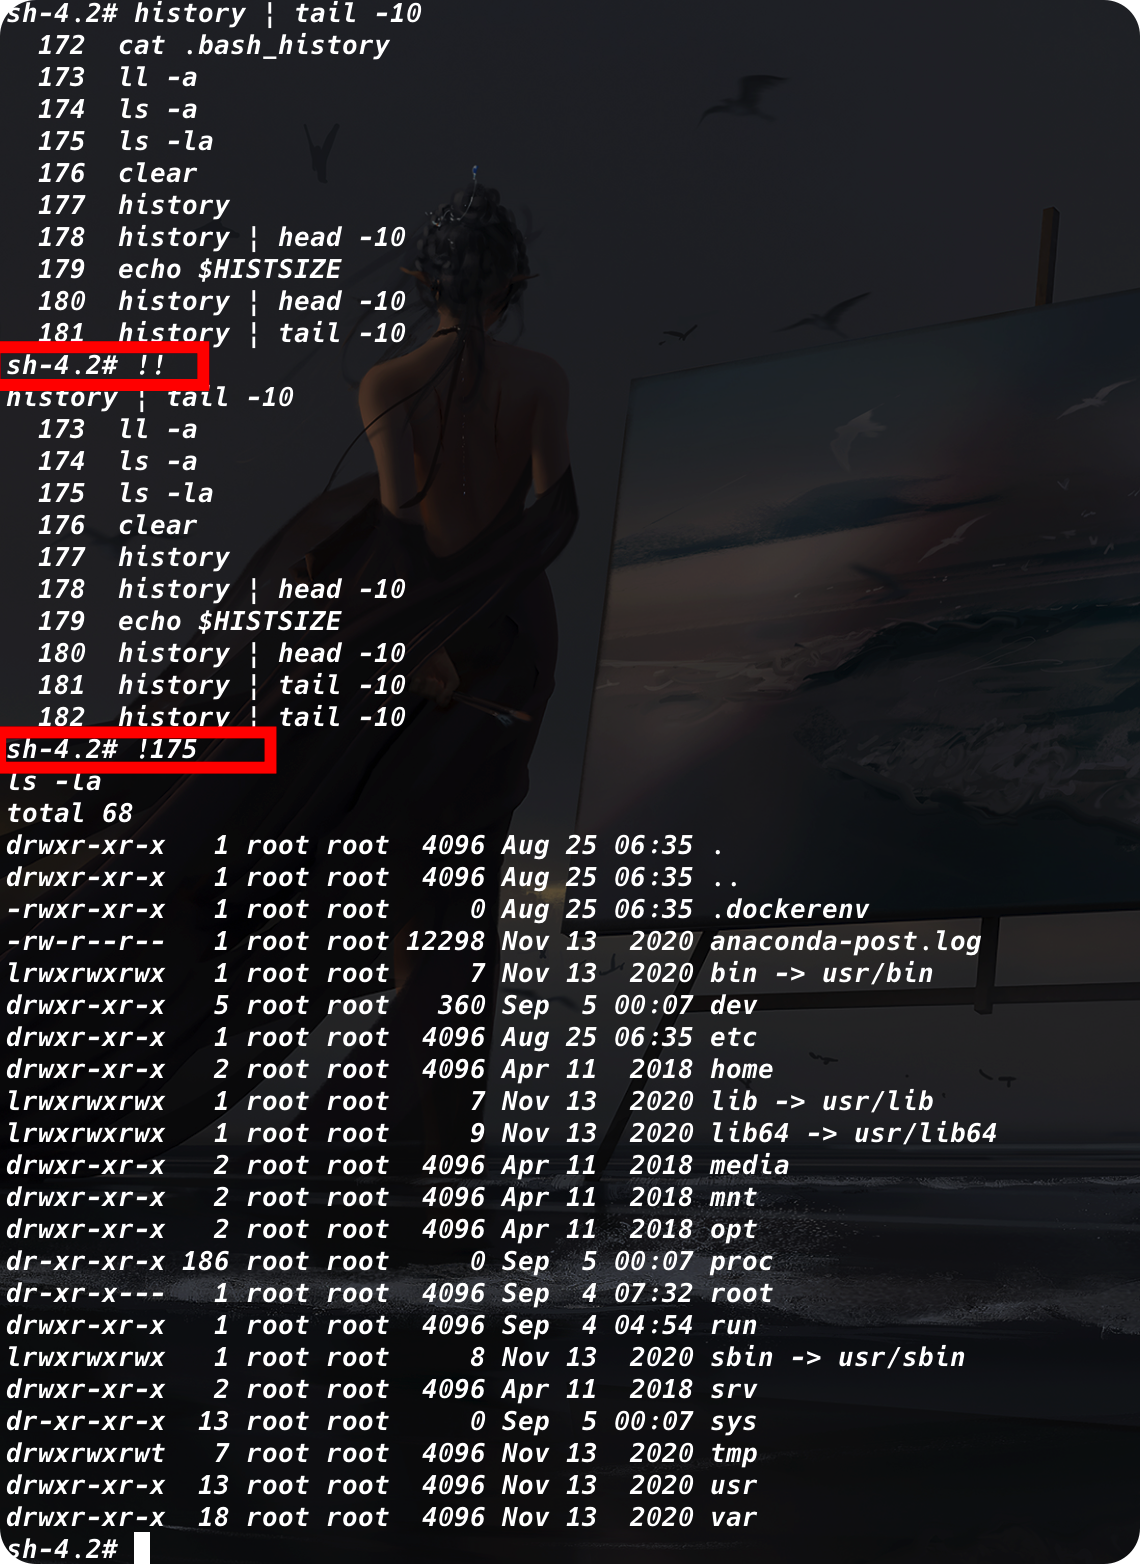 sh-4.2# history | tail -10
  172  cat .bash_history
  173  ll -a
  174  ls -a
  175  ls -la
  176  clear
  177  history
  178  history | head -10
  179  echo $HISTSIZE
  180  history | head -10
  181  history | tail -10
sh-4.2# !!
history | tail -10
  173  ll -a
  174  ls -a
  175  ls -la
  176  clear
  177  history
  178  history | head -10
  179  echo $HISTSIZE
  180  history | head -10
  181  history | tail -10
  182  history | tail -10
sh-4.2# !175
ls -la
total 68
drwxr-xr-x   1 root root  4096 Aug 25 06:35 .
drwxr-xr-x   1 root root  4096 Aug 25 06:35 ..
-rwxr-xr-x   1 root root     0 Aug 25 06:35 .dockerenv
-rw-r--r--   1 root root 12298 Nov 13  2020 anaconda-post.log
lrwxrwxrwx   1 root root     7 Nov 13  2020 bin -> usr/bin
drwxr-xr-x   5 root root   360 Sep  5 00:07 dev
drwxr-xr-x   1 root root  4096 Aug 25 06:35 etc
drwxr-xr-x   2 root root  4096 Apr 11  2018 home
lrwxrwxrwx   1 root root     7 Nov 13  2020 lib -> usr/lib
lrwxrwxrwx   1 root root     9 Nov 13  2020 lib64 -> usr/lib64
drwxr-xr-x   2 root root  4096 Apr 11  2018 media
drwxr-xr-x   2 root root  4096 Apr 11  2018 mnt
drwxr-xr-x   2 root root  4096 Apr 11  2018 opt
dr-xr-xr-x 186 root root     0 Sep  5 00:07 proc
dr-xr-x---   1 root root  4096 Sep  4 07:32 root
drwxr-xr-x   1 root root  4096 Sep  4 04:54 run
lrwxrwxrwx   1 root root     8 Nov 13  2020 sbin -> usr/sbin
drwxr-xr-x   2 root root  4096 Apr 11  2018 srv
dr-xr-xr-x  13 root root     0 Sep  5 00:07 sys
drwxrwxrwt   7 root root  4096 Nov 13  2020 tmp
drwxr-xr-x  13 root root  4096 Nov 13  2020 usr
drwxr-xr-x  18 root root  4096 Nov 13  2020 var
sh-4.2#